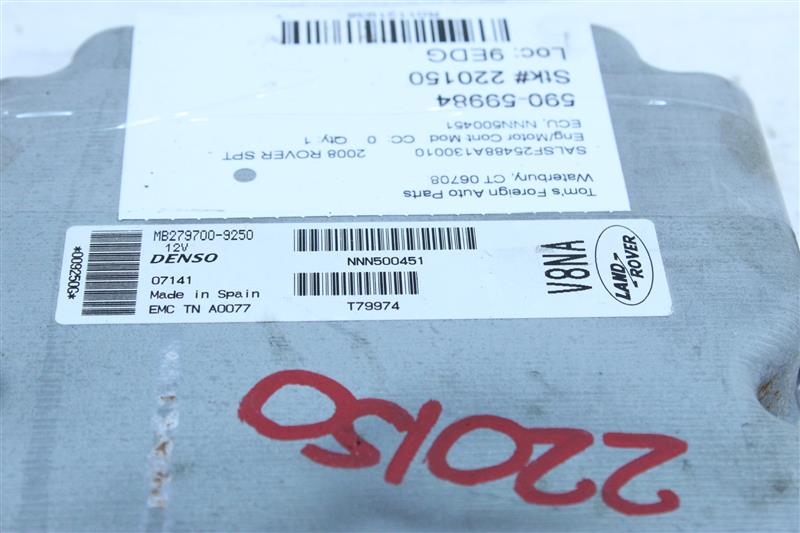 Tom's Foreign Auto Parts
Waterbury, CT 06708
SALSF25488A130010 2008 ROVER SPT
Eng/Motor Cont Mod CC: 0 Qty: 1
ECU, NNN500451
590-59984
Stk# 220150
Loc: 9EDG
*009250G*
MB279700-9250
12V
DENSO
07141
Made in Spain
EMC TN A0077
NNN500451
T79974
V8NA
LAND ROVER
220150